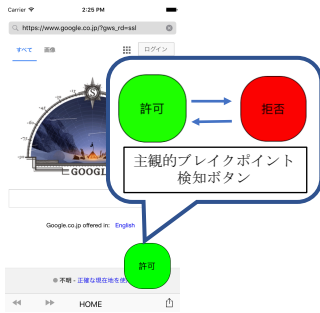 Carrier 2:25 PM
https://www.google.co.jp/?gws_rd=ssl
すべて 画像 ログイン
許可 拒否
主観的ブレイクポイント
検知ボタン
S
GOOGL
Google.co.jp offered in: English
許可
不明 - 正確な現在地を使
HOME